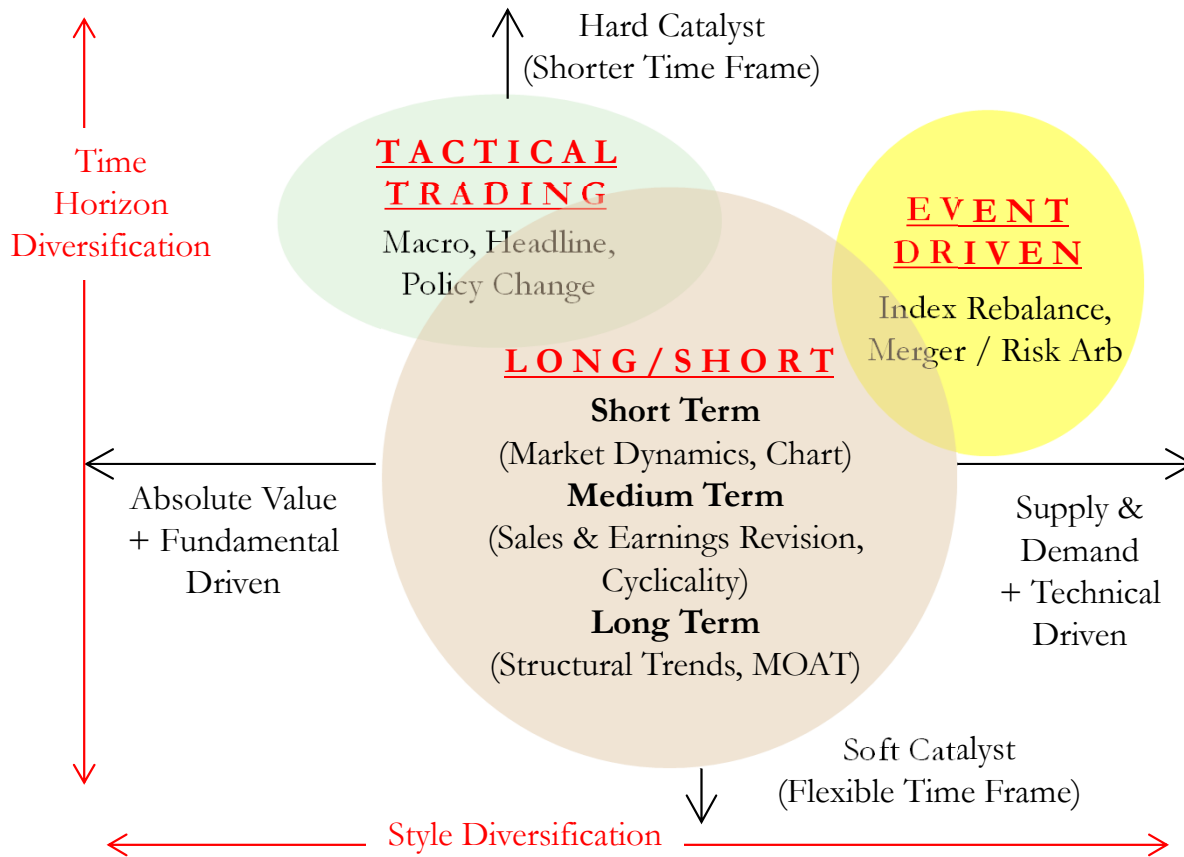 Hard Catalyst
(Shorter Time Frame)
Time
Horizon
Diversification
TACTICAL
TRADING
Macro, Headline,
Policy Change
EVENT
DRIVEN
Index Rebalance,
Merger / Risk Arb
LONG/SHORT
Short Term
(Market Dynamics, Chart)
Medium Term
(Sales & Earnings Revision,
Cyclicality)
Long Term
(Structural Trends, MOAT)
Absolute Value
+ Fundamental
Driven
Supply &
Demand
+ Technical
Driven
Soft Catalyst
(Flexible Time Frame)
Style Diversification